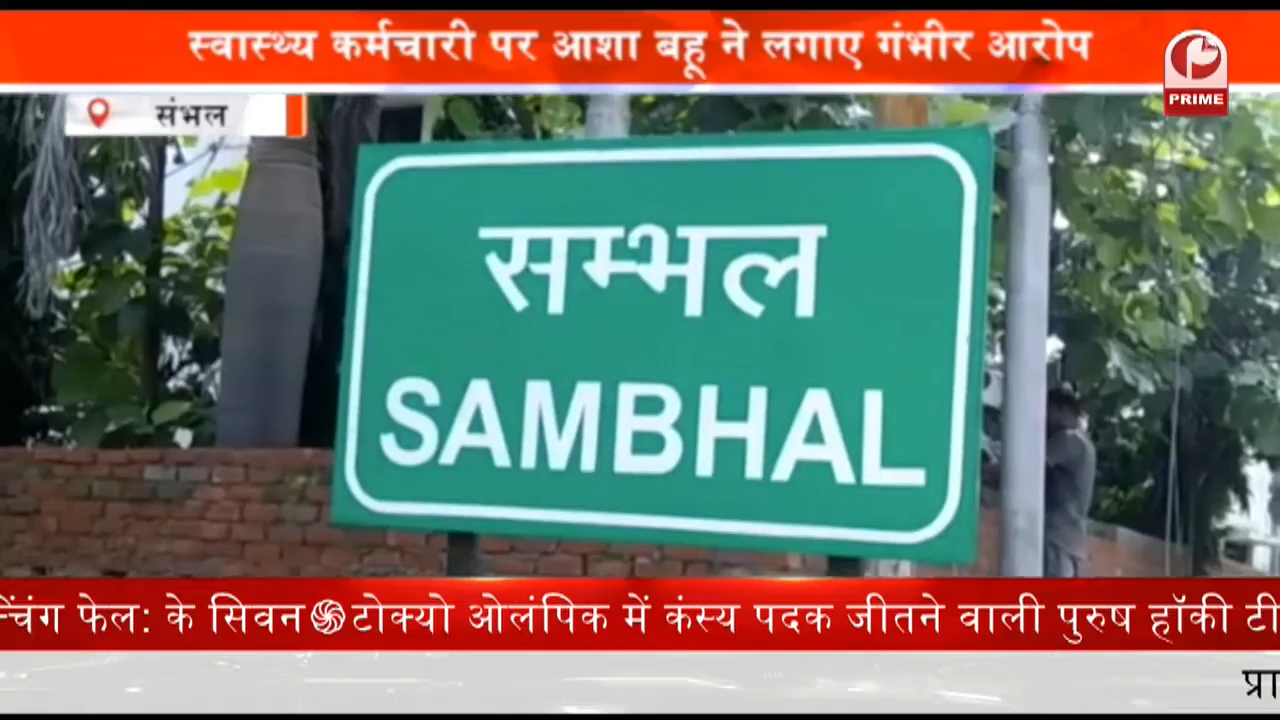 स्वास्थ्य कर्मचारी पर आशा बहू ने लगाए गंभीर आरोप
PRIME
संभल
सम्भल
SAMBHAL
फेल: के सिवन टोक्यो ओलंपिक में कंस्य पदक जीतने वाली पुरुष हॉकी